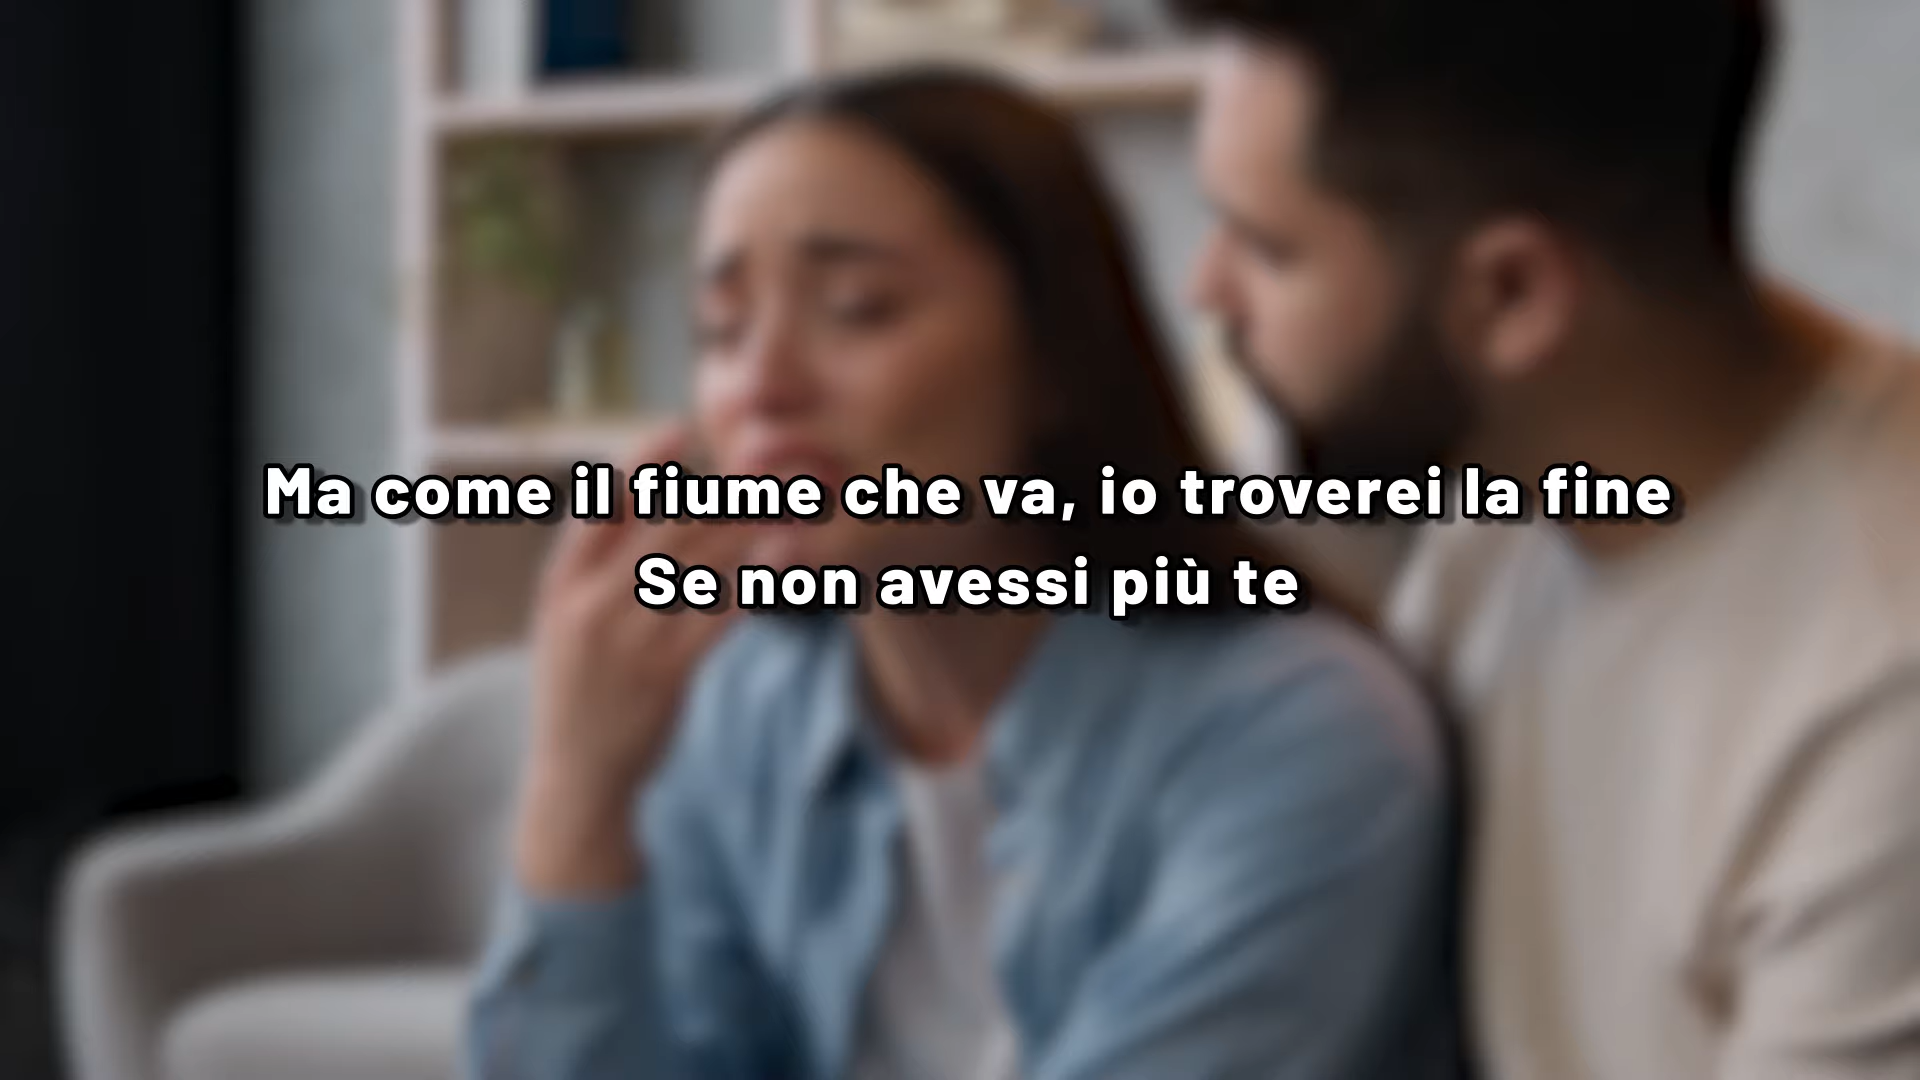 Ma come il fiume che va, io troverei la fine
Se non avessi più te